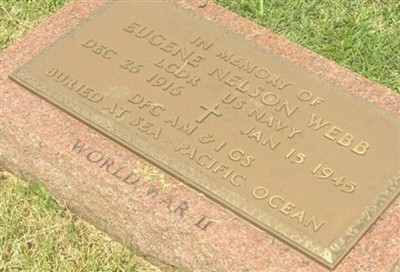 IN MEMORY OF
EUGENE NELSON WEBB
LCDR US NAVY
DEC 26 1916 JAN 15 1945
DFC AM & 1 GS
BURIED AT SEA PACIFIC OCEAN
WORLD WAR II